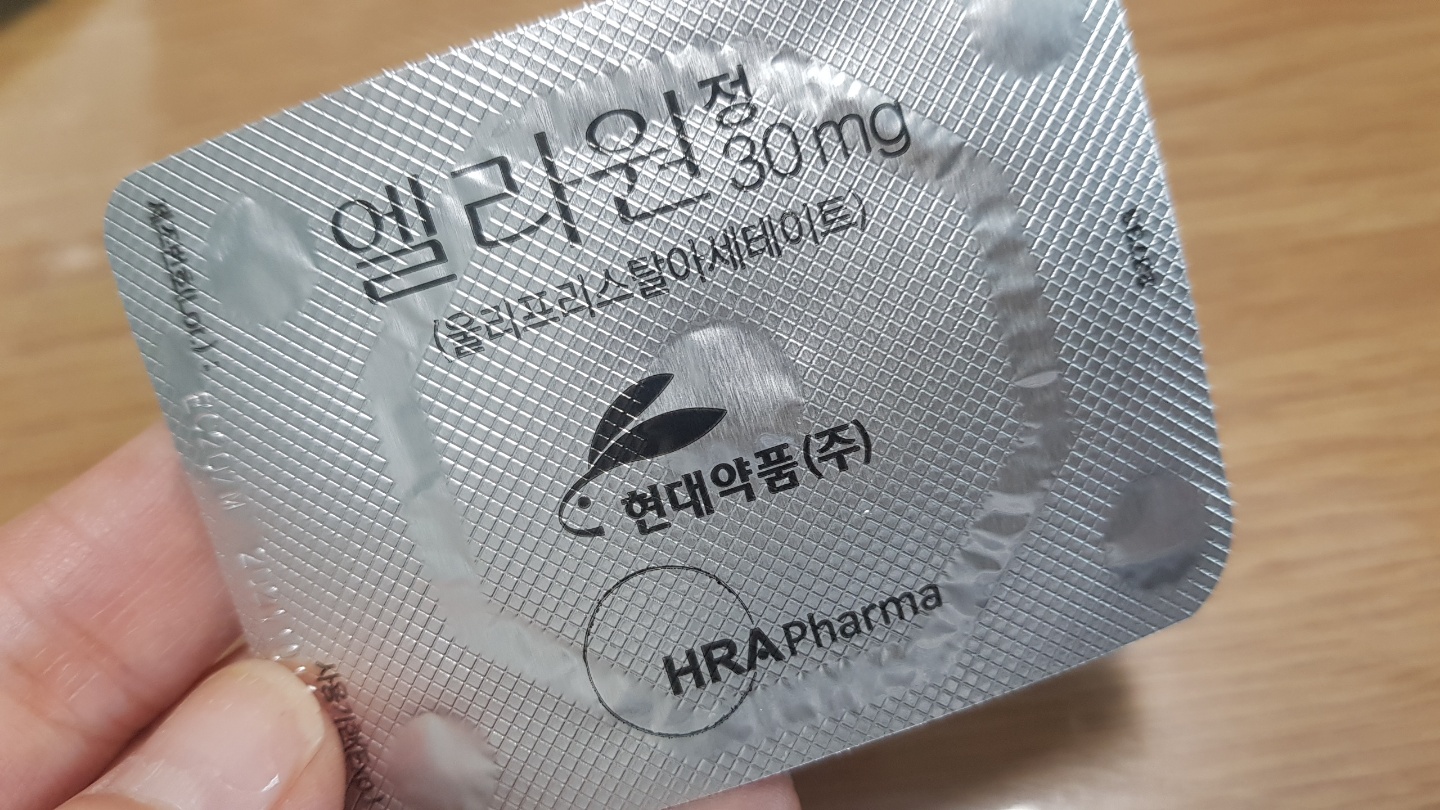 엘라원정
30mg
(울리프리스탈아세테이트)
현대약품(주)
HRA Pharma